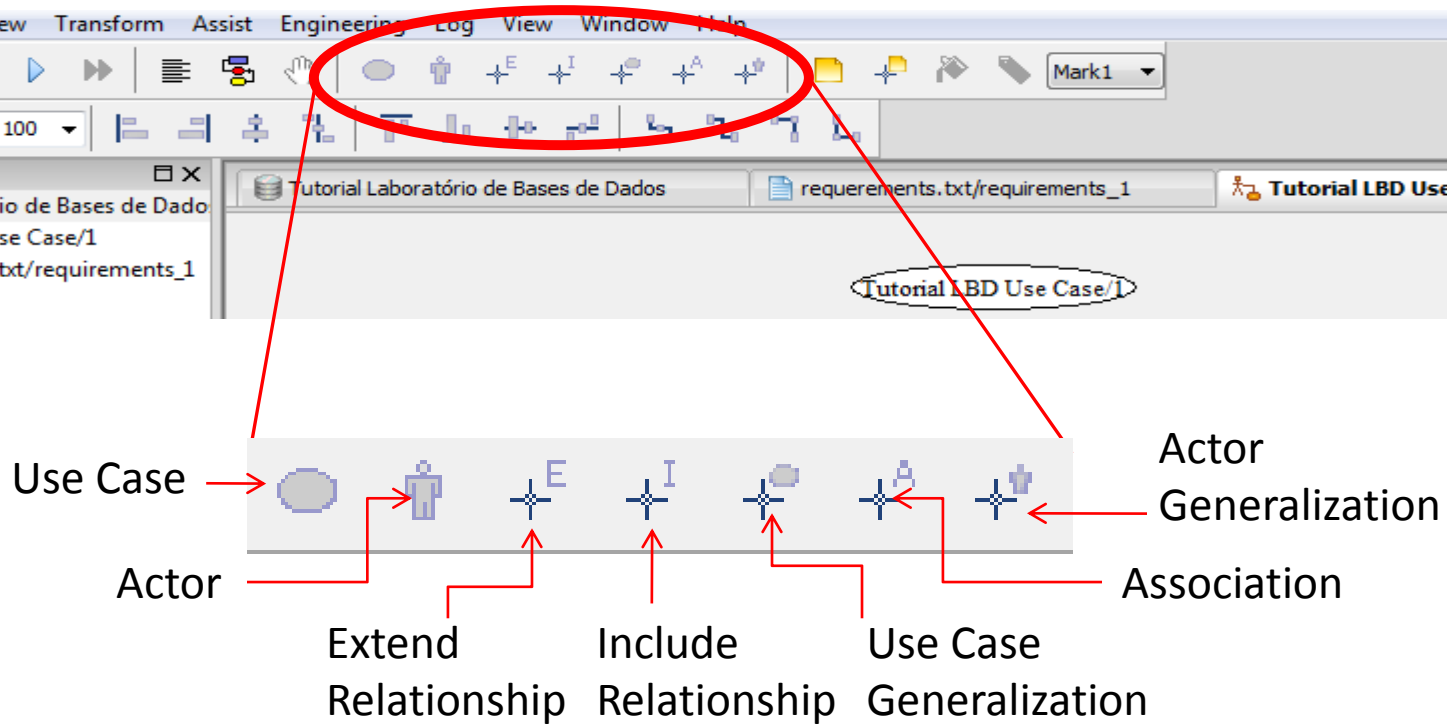 ew Transform Assist Engineering Log View Window Help
E I A
Mark1
100
Tutorial Laboratório de Bases de Dados requerements.txt/requirements_1 Tutorial LBD Use
io de Bases de Dado
se Case/1
txt/requirements_1
Tutorial LBD Use Case/1
E I A
Use Case
Actor
Generalization
Actor
Association
Extend
Relationship
Include
Relationship
Use Case
Generalization